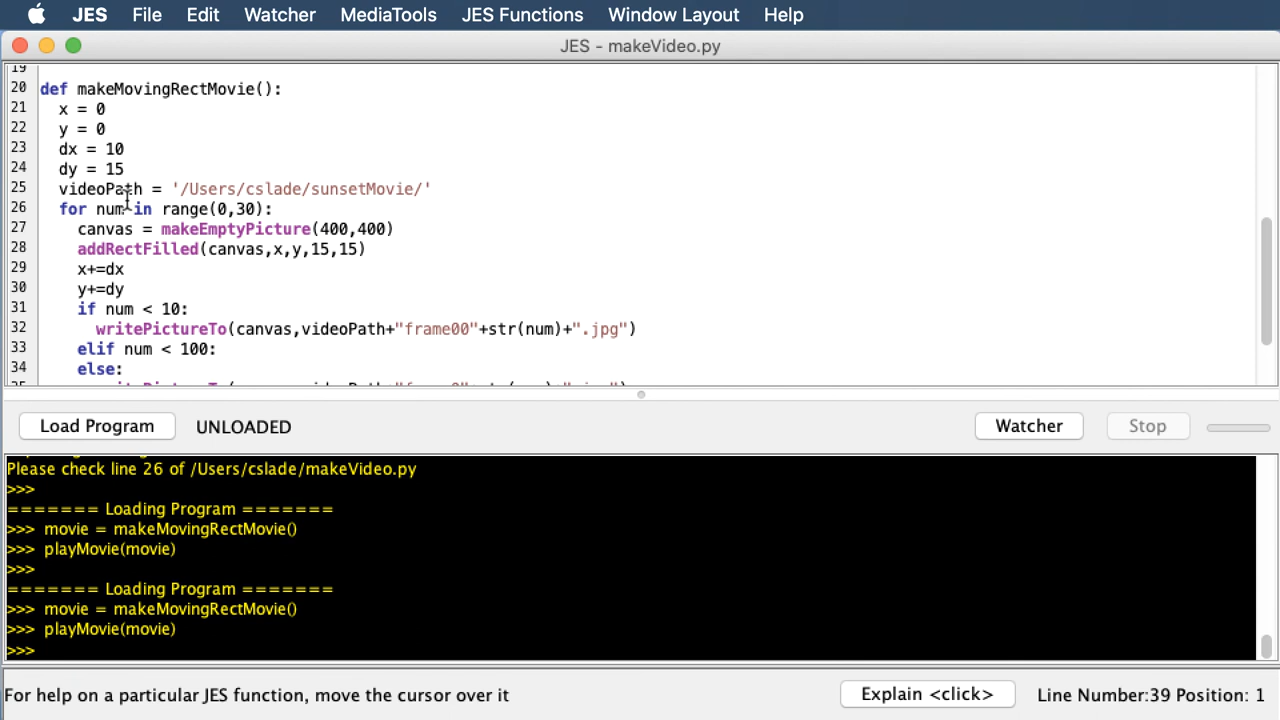 JES File Edit Watcher MediaTools JES Functions Window Layout Help
JES - makeVideo.py
19
20 def makeMovingRectMovie():
21 x = 0
22 y = 0
23 dx = 10
24 dy = 15
25 videoPath = '/Users/cslade/sunsetMovie/'
26 for num in range(0,30):
27 canvas = makeEmptyPicture(400,400)
28 addRectFilled(canvas,x,y,15,15)
29 x+=dx
30 y+=dy
31 if num < 10:
32 writePictureTo(canvas,videoPath+"frame00"+str(num)+".jpg")
33 elif num < 100:
34 else:
Load Program UNLOADED Watcher Stop
Please check line 26 of /Users/cslade/makeVideo.py
>>>
======= Loading Program =======
>>> movie = makeMovingRectMovie()
>>> playMovie(movie)
>>>
======= Loading Program =======
>>> movie = makeMovingRectMovie()
>>> playMovie(movie)
>>>
For help on a particular JES function, move the cursor over it Explain <click> Line Number:39 Position: 1